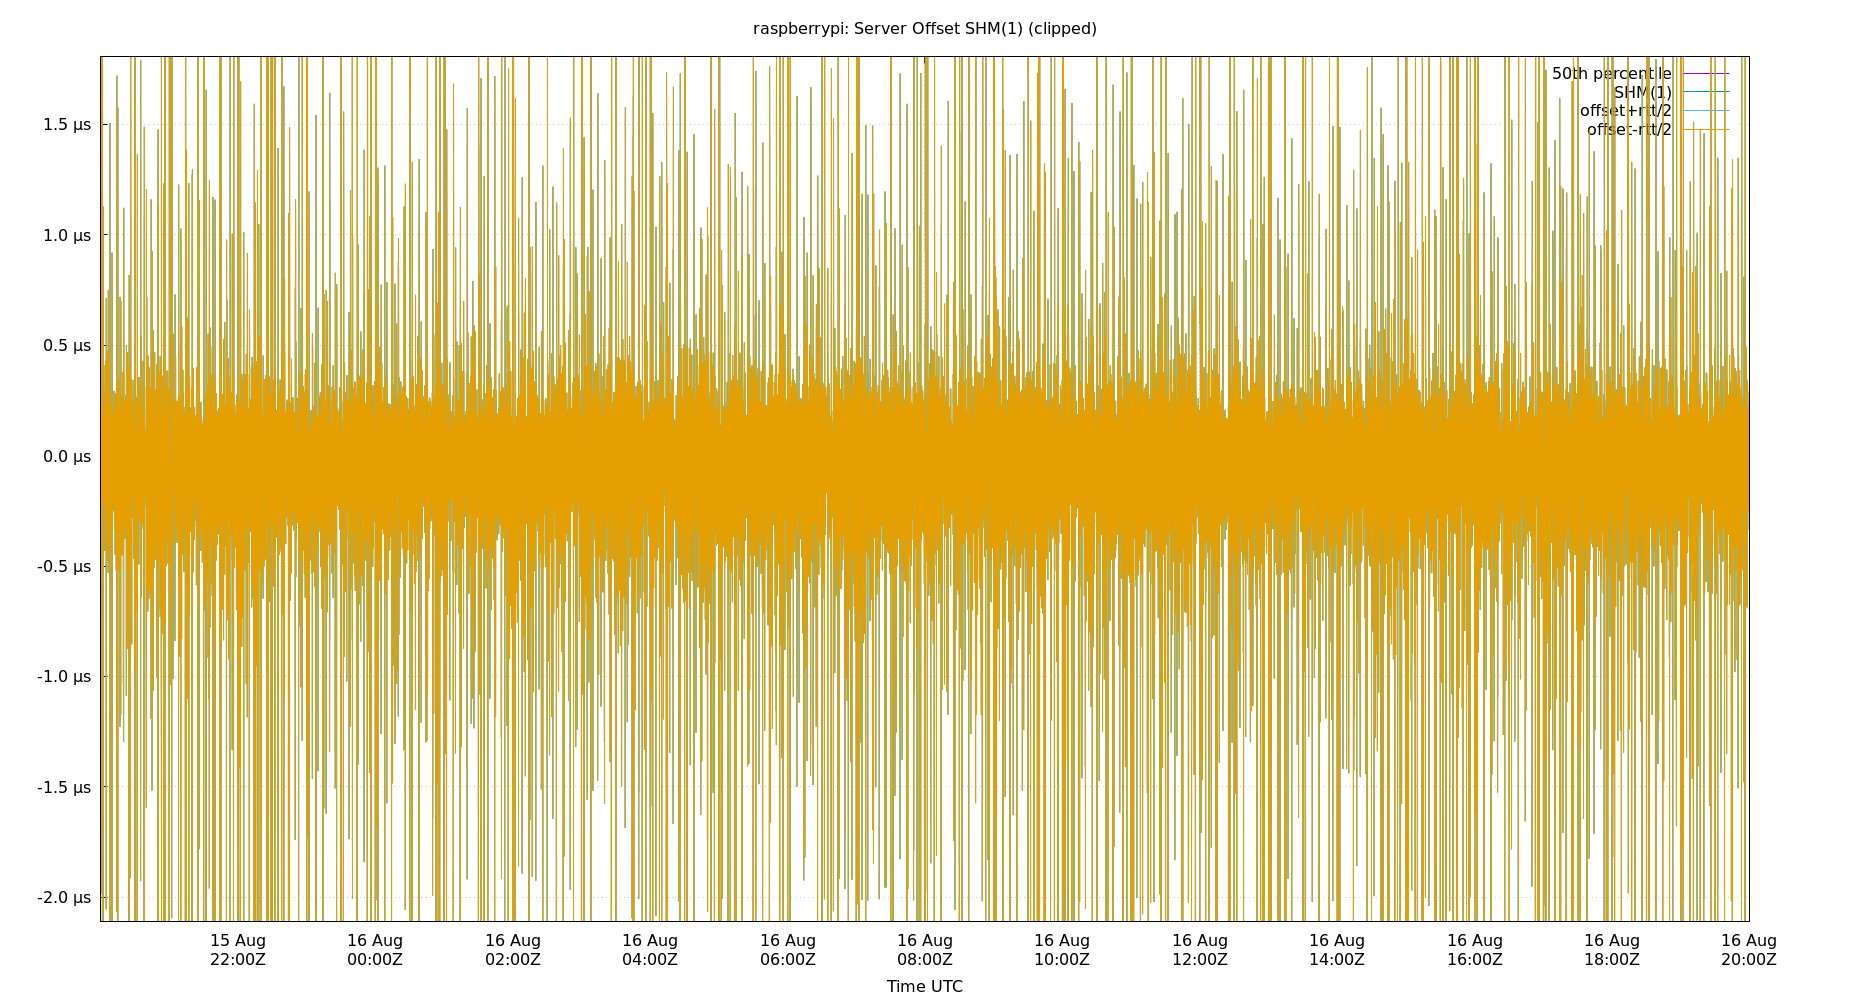 raspberrypi: Server Offset SHM(1) (clipped)
50th percentile
SHM(1)
offset+rtt/2
offset-rtt/2
1.5 µs
1.0 µs
0.5 µs
0.0 µs
-0.5 µs
-1.0 µs
-1.5 µs
-2.0 µs
15 Aug 16 Aug 16 Aug 16 Aug 16 Aug 16 Aug 16 Aug 16 Aug 16 Aug 16 Aug 16 Aug 16 Aug
22:00Z 00:00Z 02:00Z 04:00Z 06:00Z 08:00Z 10:00Z 12:00Z 14:00Z 16:00Z 18:00Z 20:00Z
Time UTC